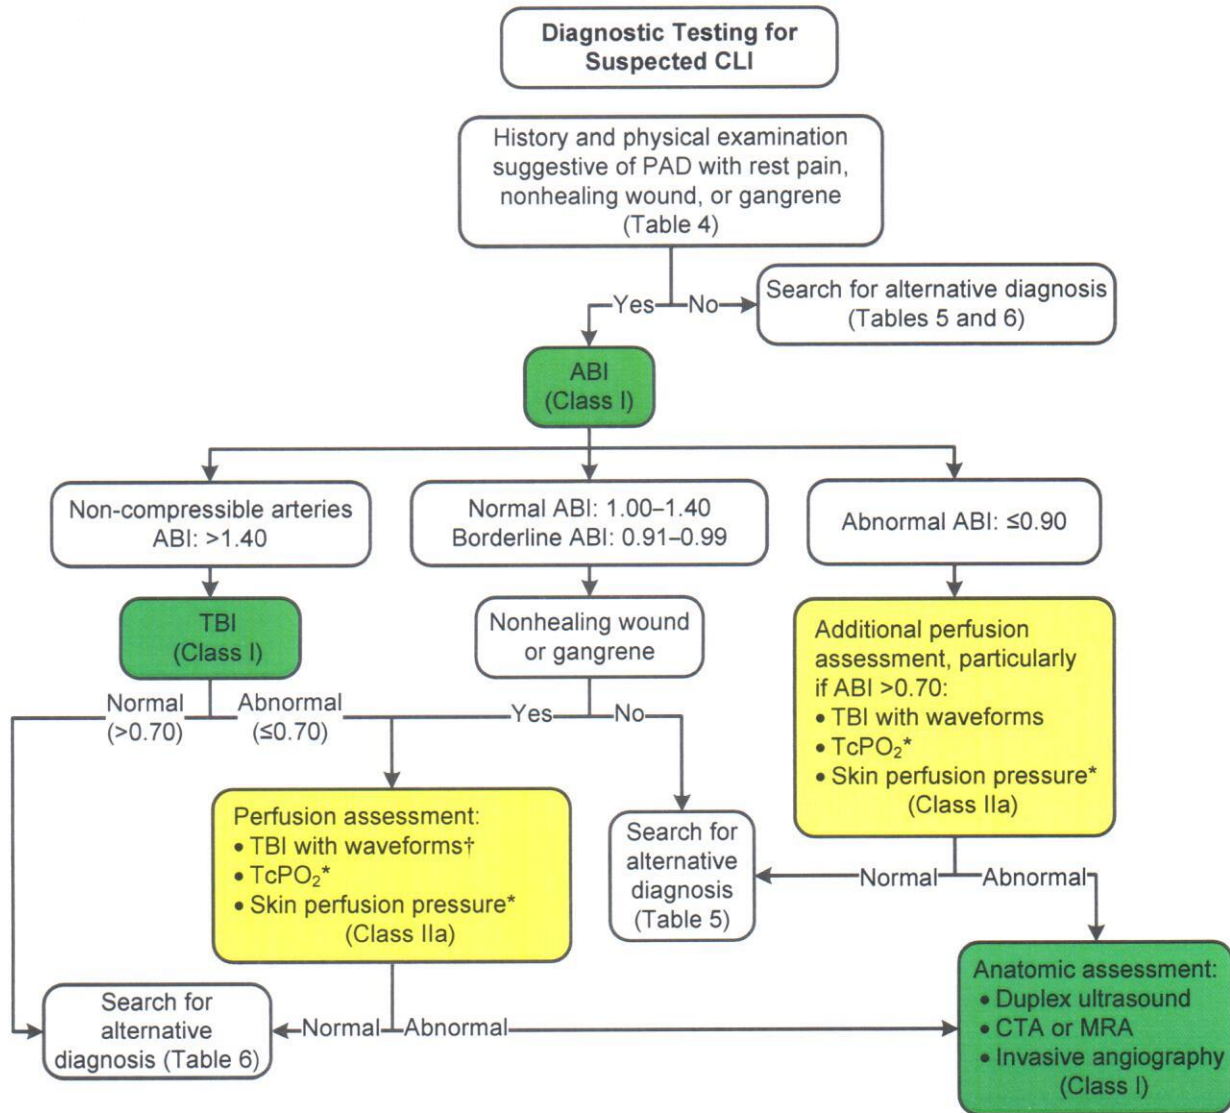 Diagnostic Testing for
Suspected CLI
History and physical examination
suggestive of PAD with rest pain,
nonhealing wound, or gangrene
(Table 4)
Yes
No
Search for alternative diagnosis
(Tables 5 and 6)
ABI
(Class I)
Non-compressible arteries
ABI: >1.40
Normal ABI: 1.00–1.40
Borderline ABI: 0.91–0.99
Abnormal ABI: ≤0.90
TBI
(Class I)
Nonhealing wound
or gangrene
Additional perfusion
assessment, particularly
if ABI >0.70:
• TBI with waveforms
• TcPO₂*
• Skin perfusion pressure*
(Class IIa)
Normal
(>0.70)
Abnormal
(≤0.70)
Yes
No
Perfusion assessment:
• TBI with waveforms†
• TcPO₂*
• Skin perfusion pressure*
(Class IIa)
Search for
alternative
diagnosis
(Table 5)
Normal
Abnormal
Search for
alternative
diagnosis (Table 6)
Normal
Abnormal
Anatomic assessment:
• Duplex ultrasound
• CTA or MRA
• Invasive angiography
(Class I)